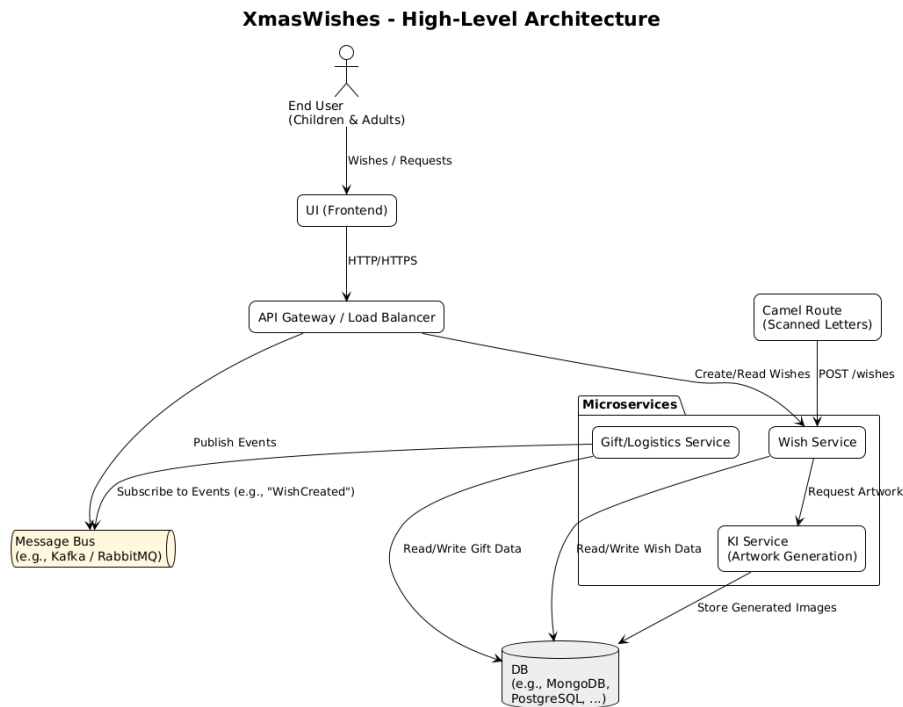 XmasWishes - High-Level Architecture
End User
(Children & Adults)
Wishes / Requests
UI (Frontend)
HTTP/HTTPS
API Gateway / Load Balancer
Camel Route
(Scanned Letters)
Create/Read Wishes
POST /wishes
Microservices
Publish Events
Gift/Logistics Service
Wish Service
Subscribe to Events (e.g., "WishCreated")
Request Artwork
Message Bus
(e.g., Kafka / RabbitMQ)
Read/Write Gift Data
Read/Write Wish Data
KI Service
(Artwork Generation)
Store Generated Images
DB
(e.g., MongoDB,
PostgreSQL, ...)